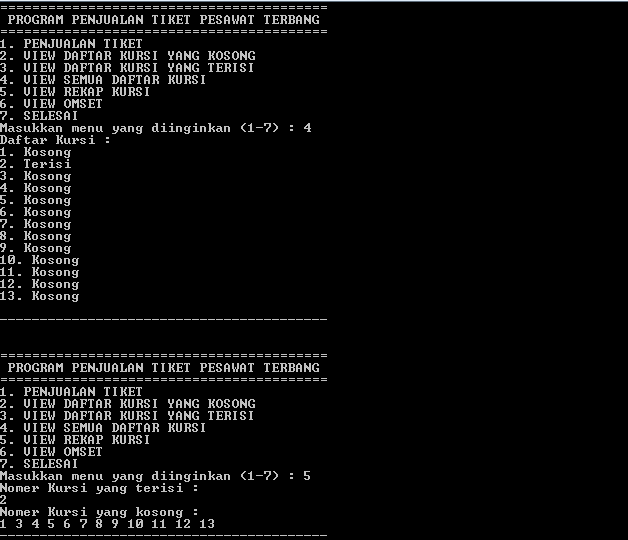 =========================================
PROGRAM PENJUALAN TIKET PESAWAT TERBANG
=========================================
1. PENJUALAN TIKET
2. VIEW DAFTAR KURSI YANG KOSONG
3. VIEW DAFTAR KURSI YANG TERISI
4. VIEW SEMUA DAFTAR KURSI
5. VIEW REKAP KURSI
6. VIEW OMSET
7. SELESAI
Masukkan menu yang diinginkan (1-7) : 4
Daftar Kursi :
1. Kosong
2. Terisi
3. Kosong
4. Kosong
5. Kosong
6. Kosong
7. Kosong
8. Kosong
9. Kosong
10. Kosong
11. Kosong
12. Kosong
13. Kosong
-----------------------------------------
=========================================
PROGRAM PENJUALAN TIKET PESAWAT TERBANG
=========================================
1. PENJUALAN TIKET
2. VIEW DAFTAR KURSI YANG KOSONG
3. VIEW DAFTAR KURSI YANG TERISI
4. VIEW SEMUA DAFTAR KURSI
5. VIEW REKAP KURSI
6. VIEW OMSET
7. SELESAI
Masukkan menu yang diinginkan (1-7) : 5
Nomer Kursi yang terisi :
2
Nomer Kursi yang kosong :
1 3 4 5 6 7 8 9 10 11 12 13
-----------------------------------------